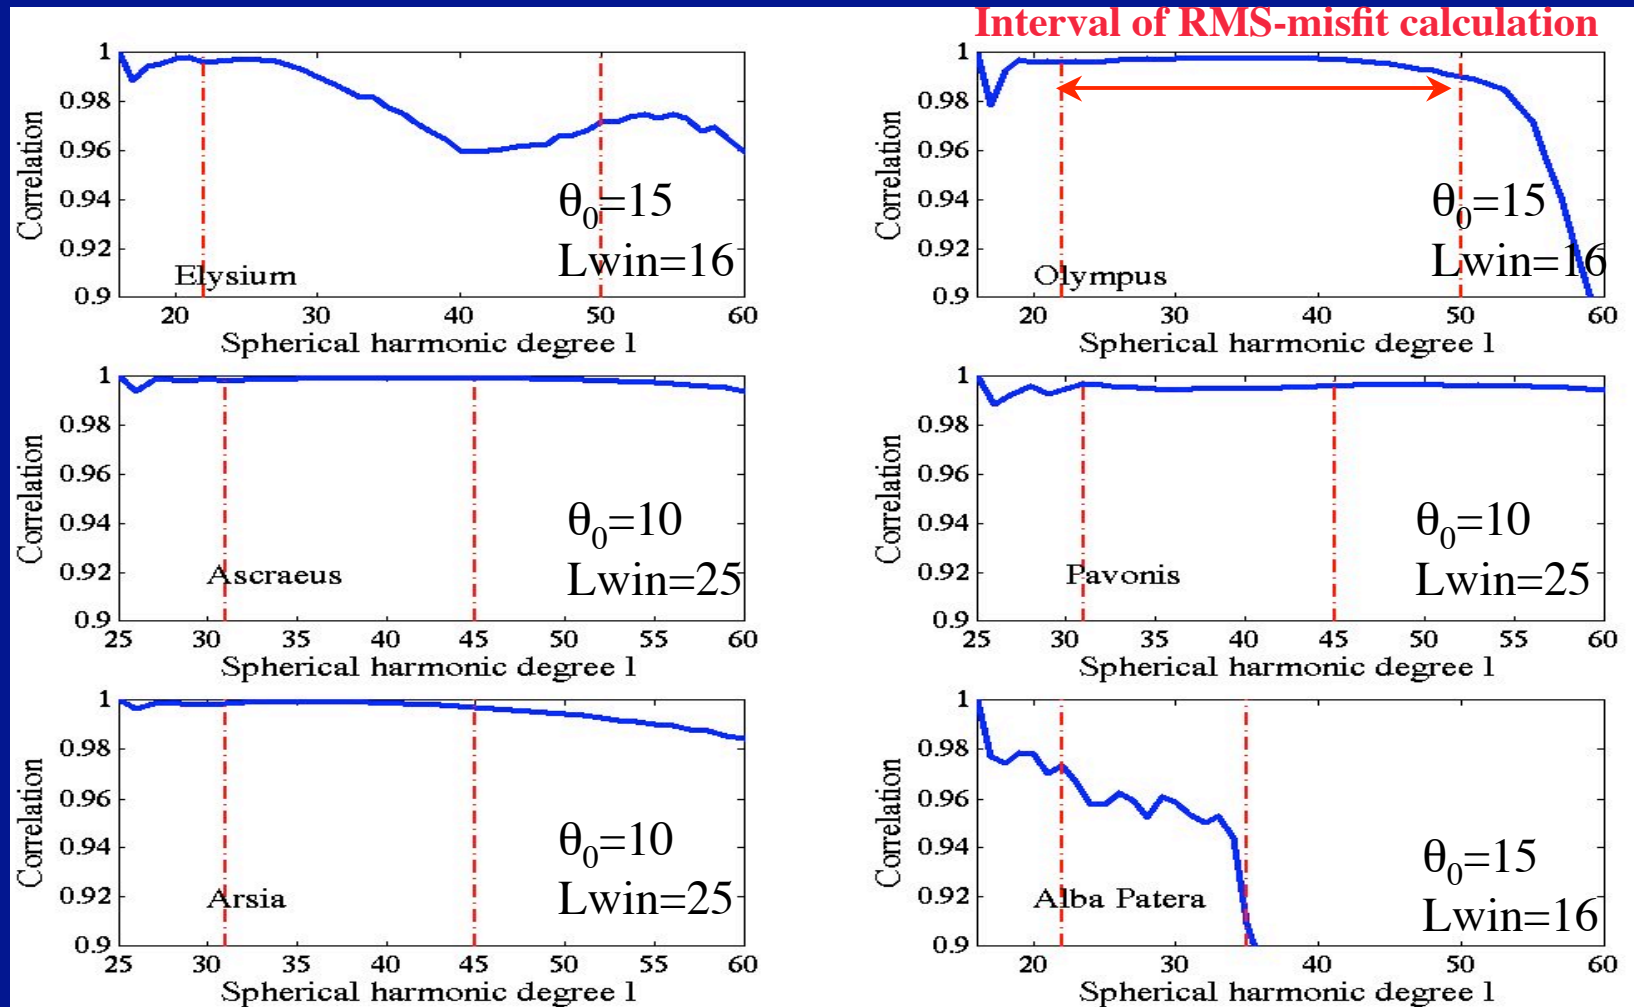 Interval of RMS-misfit calculation
1
0.98
0.96
0.94
0.92
0.9
Correlation
θ₀=15
Lwin=16
Elysium
20 30 40 50 60
Spherical harmonic degree l
1
0.98
0.96
0.94
0.92
0.9
Correlation
θ₀=15
Lwin=16
Olympus
20 30 40 50 60
Spherical harmonic degree l
1
0.98
0.96
0.94
0.92
0.9
Correlation
θ₀=10
Lwin=25
Ascraeus
25 30 35 40 45 50 55 60
Spherical harmonic degree l
1
0.98
0.96
0.94
0.92
0.9
Correlation
θ₀=10
Lwin=25
Pavonis
25 30 35 40 45 50 55 60
Spherical harmonic degree l
1
0.98
0.96
0.94
0.92
0.9
Correlation
θ₀=10
Lwin=25
Arsia
25 30 35 40 45 50 55 60
Spherical harmonic degree l
1
0.98
0.96
0.94
0.92
0.9
Correlation
θ₀=15
Lwin=16
Alba Patera
20 30 40 50 60
Spherical harmonic degree l